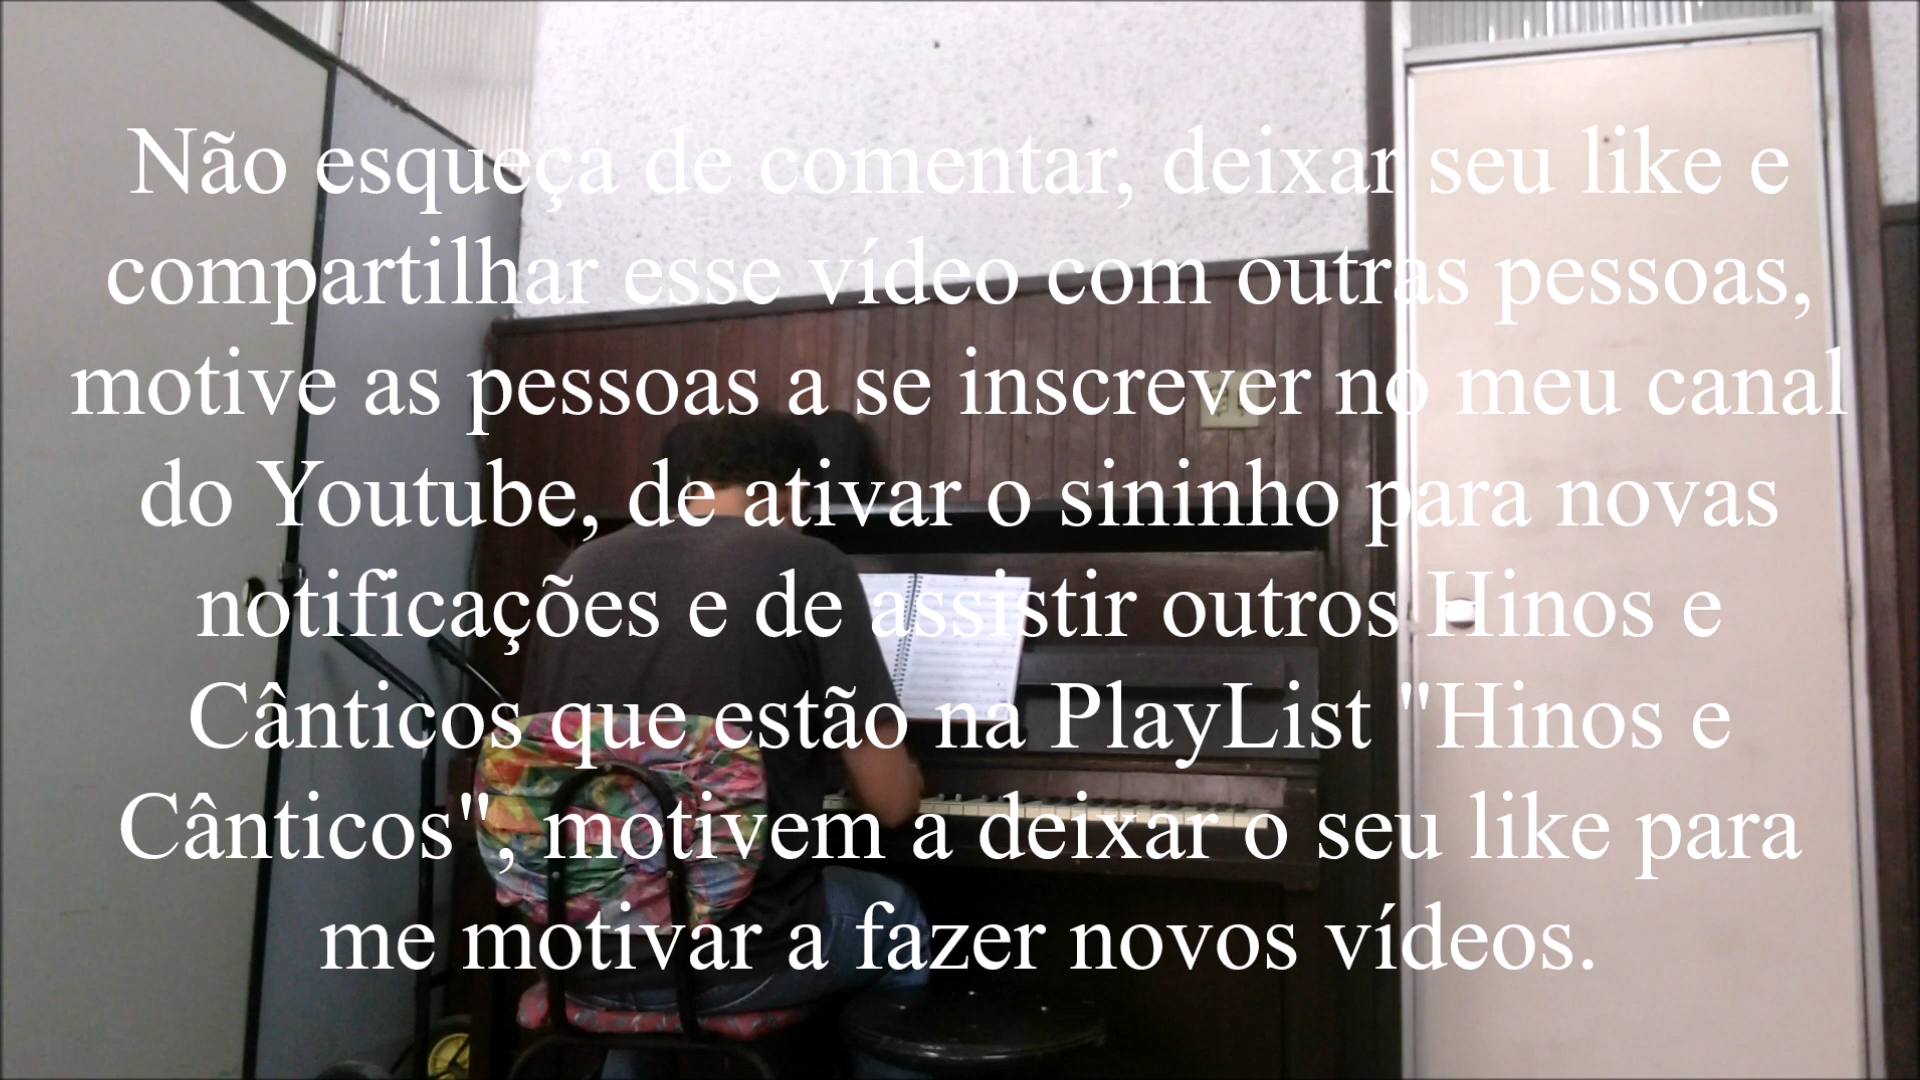 Não esqueça de comentar, deixar seu like e
compartilhar esse vídeo com outras pessoas,
motive as pessoas a se inscrever no meu canal
do Youtube, de ativar o sininho para novas
notificações e de assistir outros Hinos e
Cânticos que estão na PlayList "Hinos e
Cânticos", motivem a deixar o seu like para
me motivar a fazer novos vídeos.